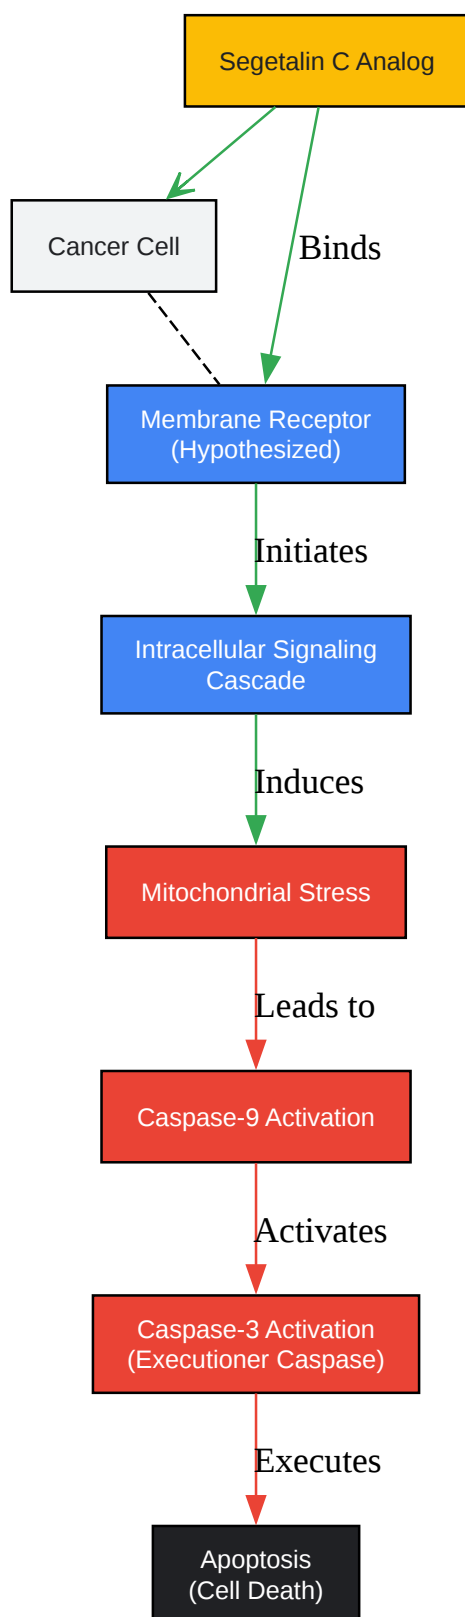 Segetalin C Analog
Cancer Cell
Binds
Membrane Receptor
(Hypothesized)
Initiates
Intracellular Signaling
Cascade
Induces
Mitochondrial Stress
Leads to
Caspase-9 Activation
Activates
Caspase-3 Activation
(Executioner Caspase)
Executes
Apoptosis
(Cell Death)